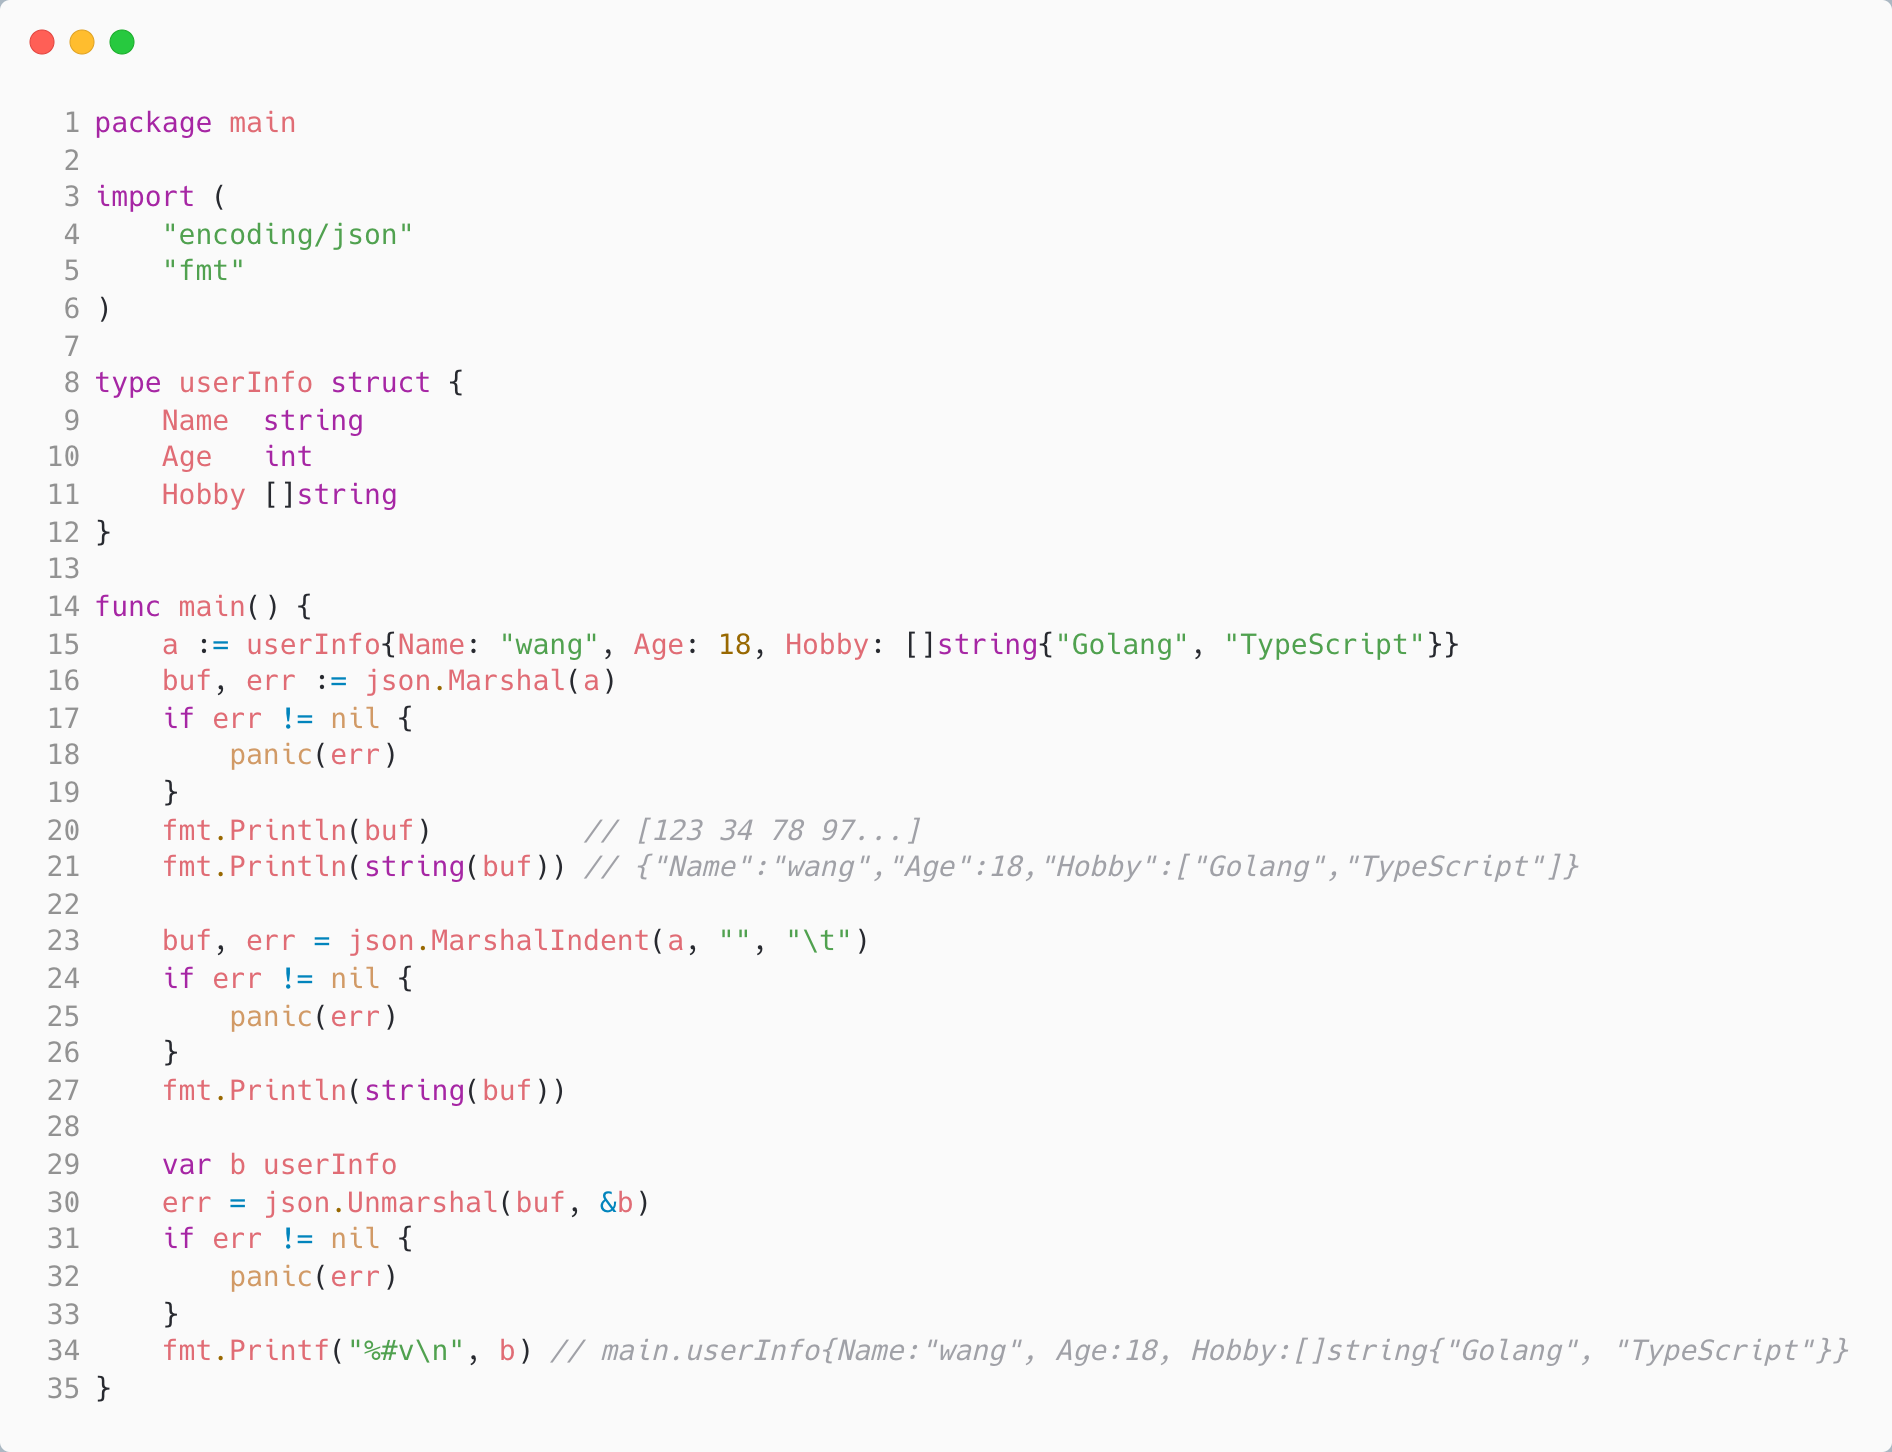 1 package main
2
3 import (
4     "encoding/json"
5     "fmt"
6 )
7
8 type userInfo struct {
9     Name  string
10     Age   int
11     Hobby []string
12 }
13
14 func main() {
15     a := userInfo{Name: "wang", Age: 18, Hobby: []string{"Golang", "TypeScript"}}
16     buf, err := json.Marshal(a)
17     if err != nil {
18         panic(err)
19     }
20     fmt.Println(buf)         // [123 34 78 97...]
21     fmt.Println(string(buf)) // {"Name":"wang","Age":18,"Hobby":["Golang","TypeScript"]}
22
23     buf, err = json.MarshalIndent(a, "", "\t")
24     if err != nil {
25         panic(err)
26     }
27     fmt.Println(string(buf))
28
29     var b userInfo
30     err = json.Unmarshal(buf, &b)
31     if err != nil {
32         panic(err)
33     }
34     fmt.Printf("%#v\n", b) // main.userInfo{Name:"wang", Age:18, Hobby:[]string{"Golang", "TypeScript"}}
35 }